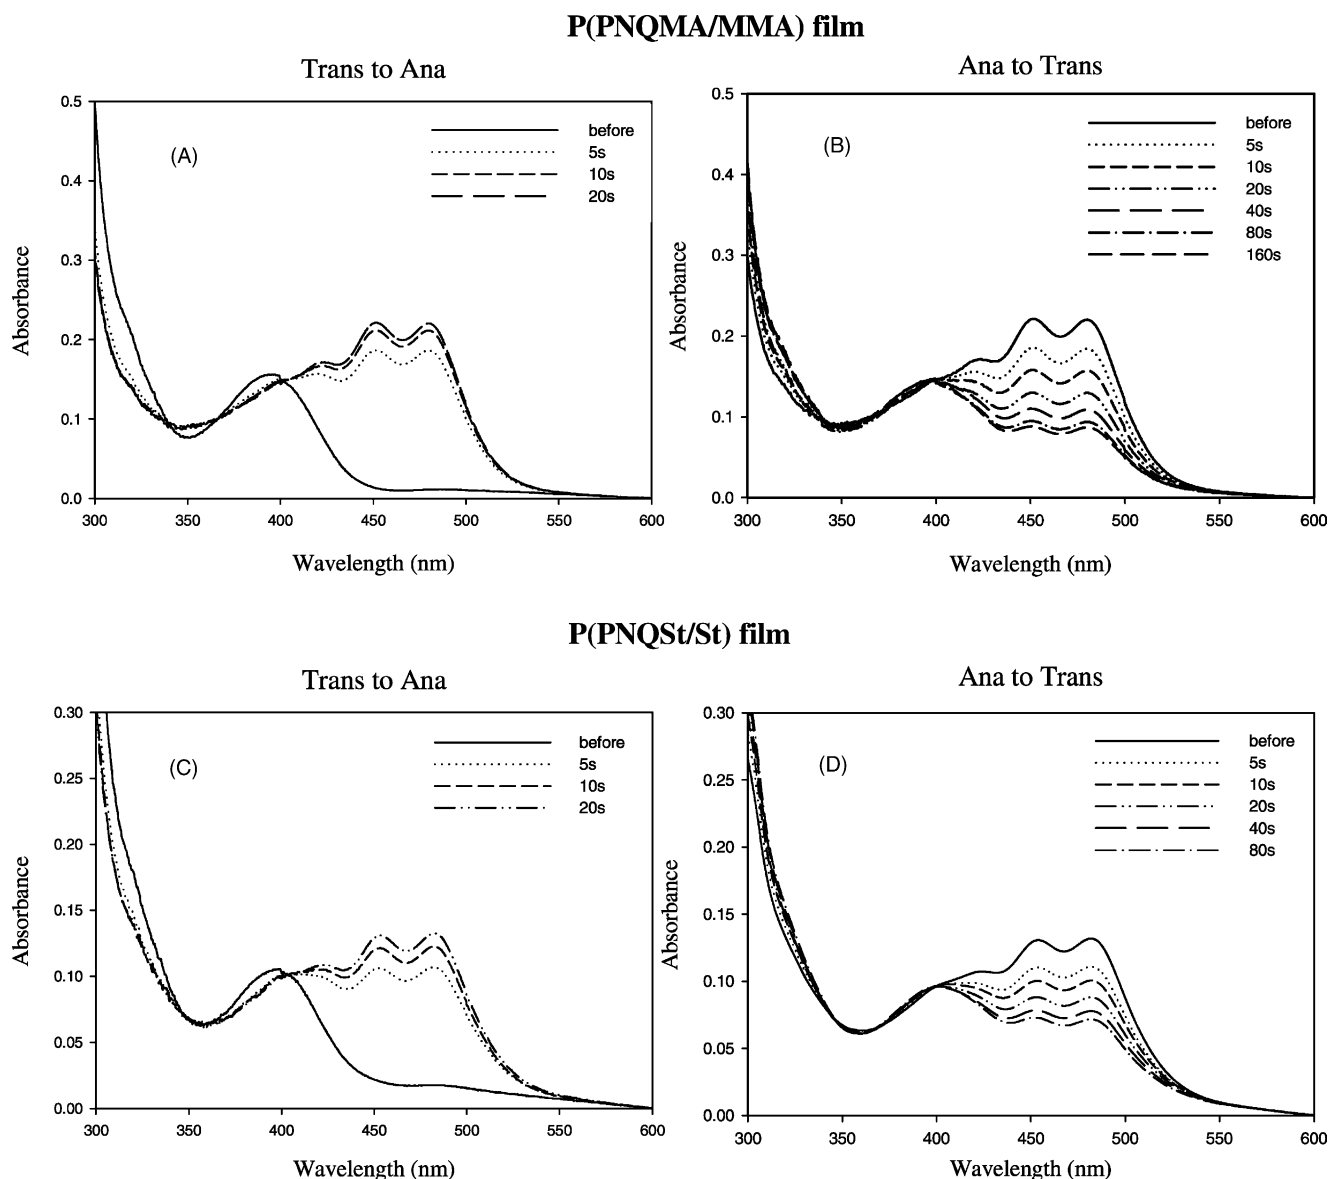 P(PNQMA/MMA) film
Trans to Ana
(A)
before
5s
10s
20s
Absorbance
0.5
0.4
0.3
0.2
0.1
0.0
300 350 400 450 500 550 600
Wavelength (nm)
Ana to Trans
(B)
before
5s
10s
20s
40s
80s
160s
Absorbance
0.5
0.4
0.3
0.2
0.1
0.0
300 350 400 450 500 550 600
Wavelength (nm)
P(PNQSt/St) film
Trans to Ana
(C)
before
5s
10s
20s
Absorbance
0.30
0.25
0.20
0.15
0.10
0.05
0.00
300 350 400 450 500 550 600
Wavelength (nm)
Ana to Trans
(D)
before
5s
10s
20s
40s
80s
Absorbance
0.30
0.25
0.20
0.15
0.10
0.05
0.00
300 350 400 450 500 550 600
Wavelength (nm)